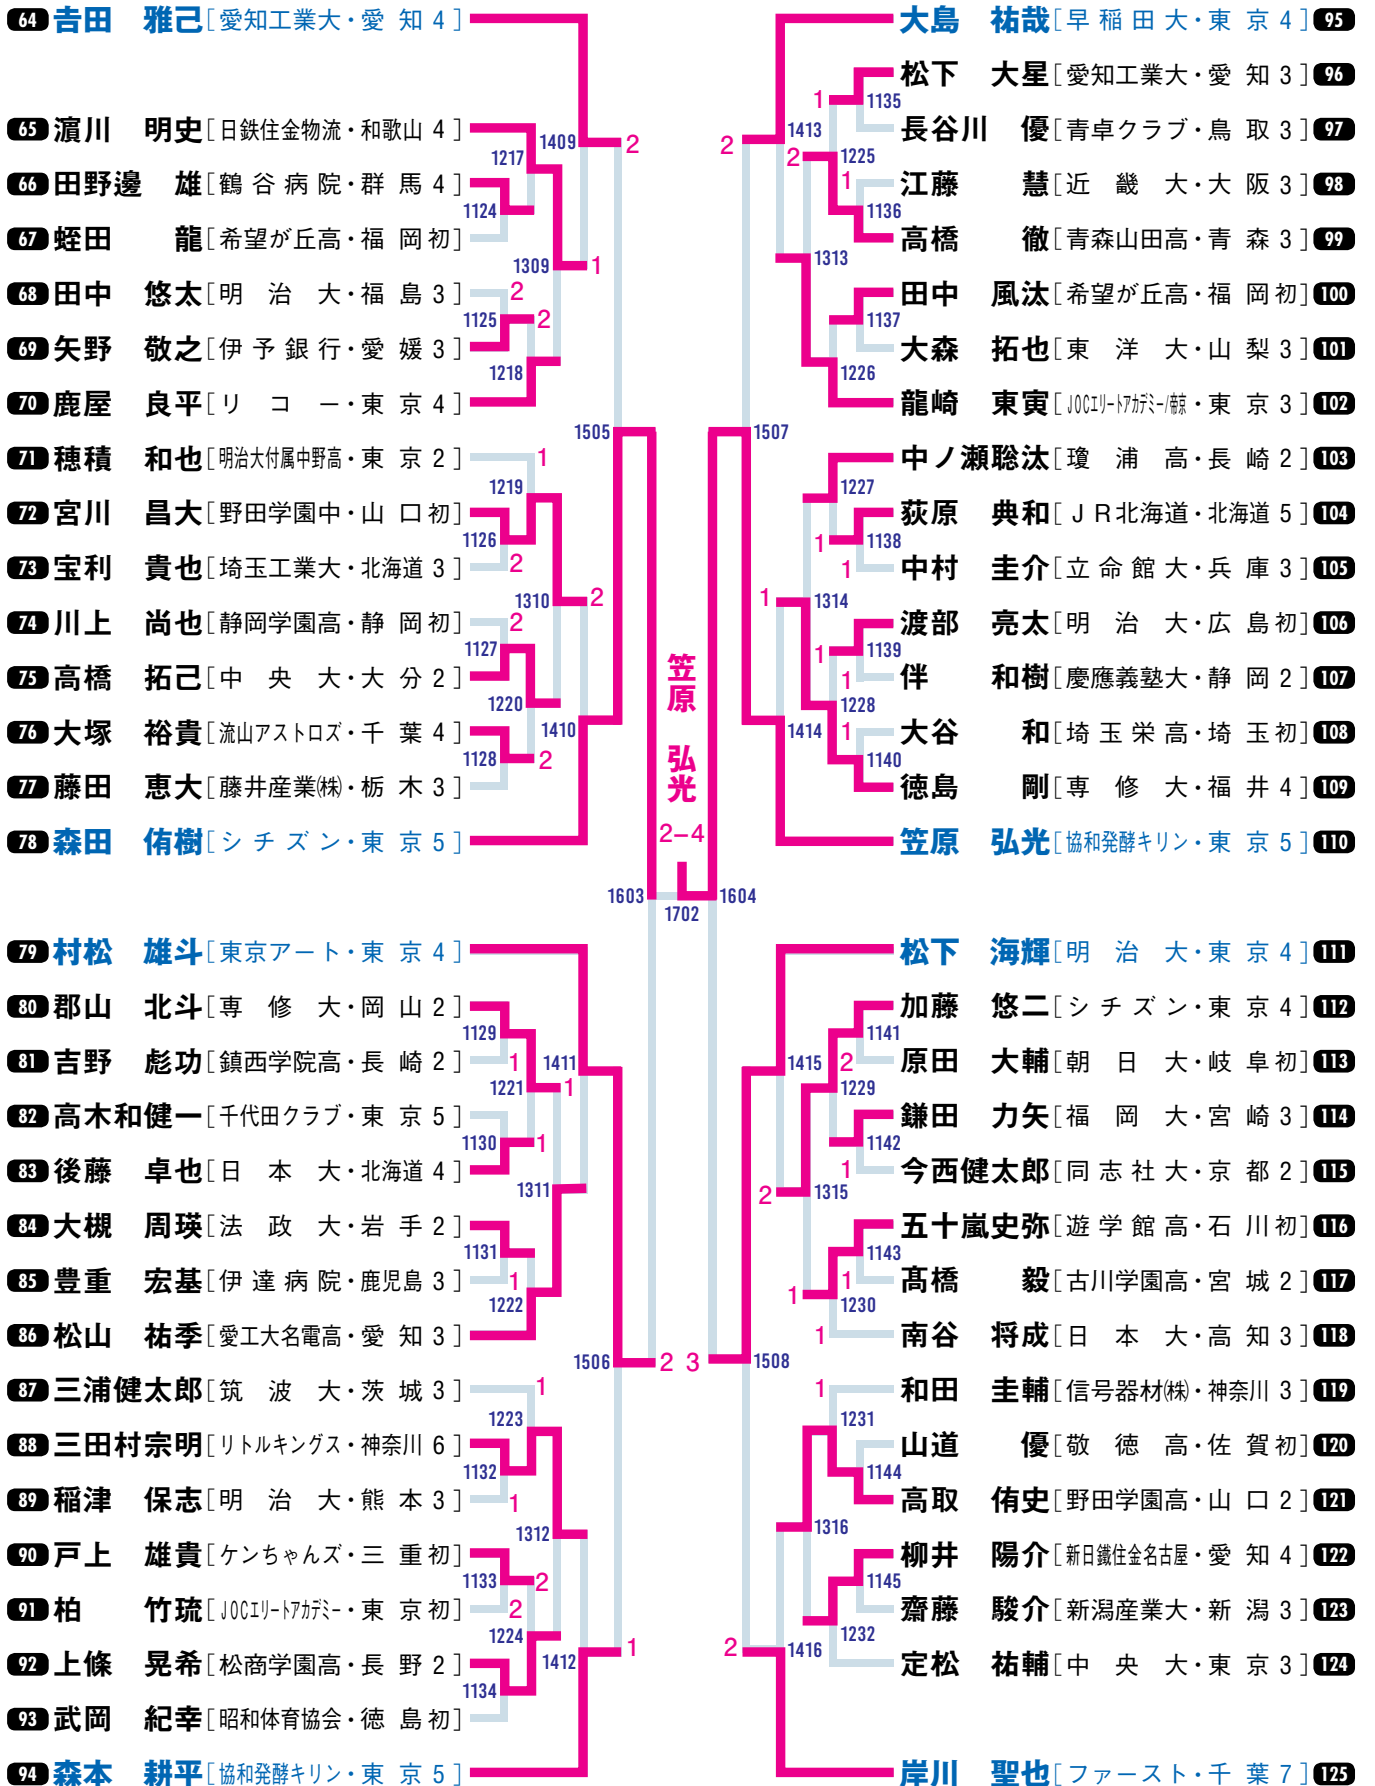 64 吉田 雅己［愛知工業大・愛知4］
65 濵川 明史［日鉄住金物流・和歌山4］
66 田野邊 雄［鶴谷病院・群馬4］
67 蛭田 龍［希望が丘高・福岡初］
68 田中 悠太［明治大・福島3］
69 矢野 敬之［伊予銀行・愛媛3］
70 鹿屋 良平［リコー・東京4］
71 穂積 和也［明治大付属中野高・東京2］
72 宮川 昌大［野田学園中・山口初］
73 宝利 貴也［埼玉工業大・北海道3］
74 川上 尚也［静岡学園高・静岡初］
75 高橋 拓己［中央大・大分2］
76 大塚 裕貴［流山アストロズ・千葉4］
77 藤田 恵大［藤井産業㈱・栃木3］
78 森田 侑樹［シチズン・東京5］
79 村松 雄斗［東京アート・東京4］
80 郡山 北斗［専修大・岡山2］
81 吉野 彪功［鎮西学院高・長崎2］
82 高木和健一［千代田クラブ・東京5］
83 後藤 卓也［日本大・北海道4］
84 大槻 周瑛［法政大・岩手2］
85 豊重 宏基［伊達病院・鹿児島3］
86 松山 祐季［愛工大名電高・愛知3］
87 三浦健太郎［筑波大・茨城3］
88 三田村宗明［リトルキングス・神奈川6］
89 稲津 保志［明治大・熊本3］
90 戸上 雄貴［ケンちゃんズ・三重初］
91 柏 竹琉［JOCエリートアカデミー・東京初］
92 上條 晃希［松商学園高・長野2］
93 武岡 紀幸［昭和体育協会・徳島初］
94 森本 耕平［協和発酵キリン・東京5］
1409 2
1217
1124
1309 1
2
1125 2
1218
1505
1
1219
1126
2
1310 2
2
1127
1220
1410
1128 2
1603
1129
1
1411
1221 1
1130 1
1311
1131
1
1222
1506 2
1
1223
1132
1
1312
1133 2
2
1224
1412 1
1134
笠原 弘光
2−4
1702
大島 祐哉［早稲田大・東京4］95
松下 大星［愛知工業大・愛知3］96
長谷川 優［青卓クラブ・鳥取3］97
江藤 慧［近畿大・大阪3］98
高橋 徹［青森山田高・青森3］99
田中 風汰［希望が丘高・福岡初］100
大森 拓也［東洋大・山梨3］101
龍崎 東寅［JOCエリートアカデミー/帝京・東京3］102
中ノ瀬聡汰［瓊浦高・長崎2］103
荻原 典和［JR北海道・北海道5］104
中村 圭介［立命館大・兵庫3］105
渡部 亮太［明治大・広島初］106
伴 和樹［慶應義塾大・静岡2］107
大谷 和［埼玉栄高・埼玉初］108
徳島 剛［専修大・福井4］109
笠原 弘光［協和発酵キリン・東京5］110
松下 海輝［明治大・東京4］111
加藤 悠二［シチズン・東京4］112
原田 大輔［朝日大・岐阜初］113
鎌田 力矢［福岡大・宮崎3］114
今西健太郎［同志社大・京都2］115
五十嵐史弥［遊学館高・石川初］116
髙橋 毅［古川学園高・宮城2］117
南谷 将成［日本大・高知3］118
和田 圭輔［信号器材㈱・神奈川3］119
山道 優［敬徳高・佐賀初］120
高取 侑史［野田学園高・山口2］121
柳井 陽介［新日鐵住金名古屋・愛知4］122
齋藤 駿介［新潟産業大・新潟3］123
定松 祐輔［中央大・東京3］124
岸川 聖也［ファースト・千葉7］125
1 1135
2 1413
2 1225
1
1136
1313
1137
1226
1507
1227
1 1138
1
1 1314
1 1139
1
1228
1414 1
1140
1604
1141
1415 2
1229
1142
1
2 1315
1143
1
1 1230
1
3 1508
1
1231
1144
1316
1145
1232
2 1416